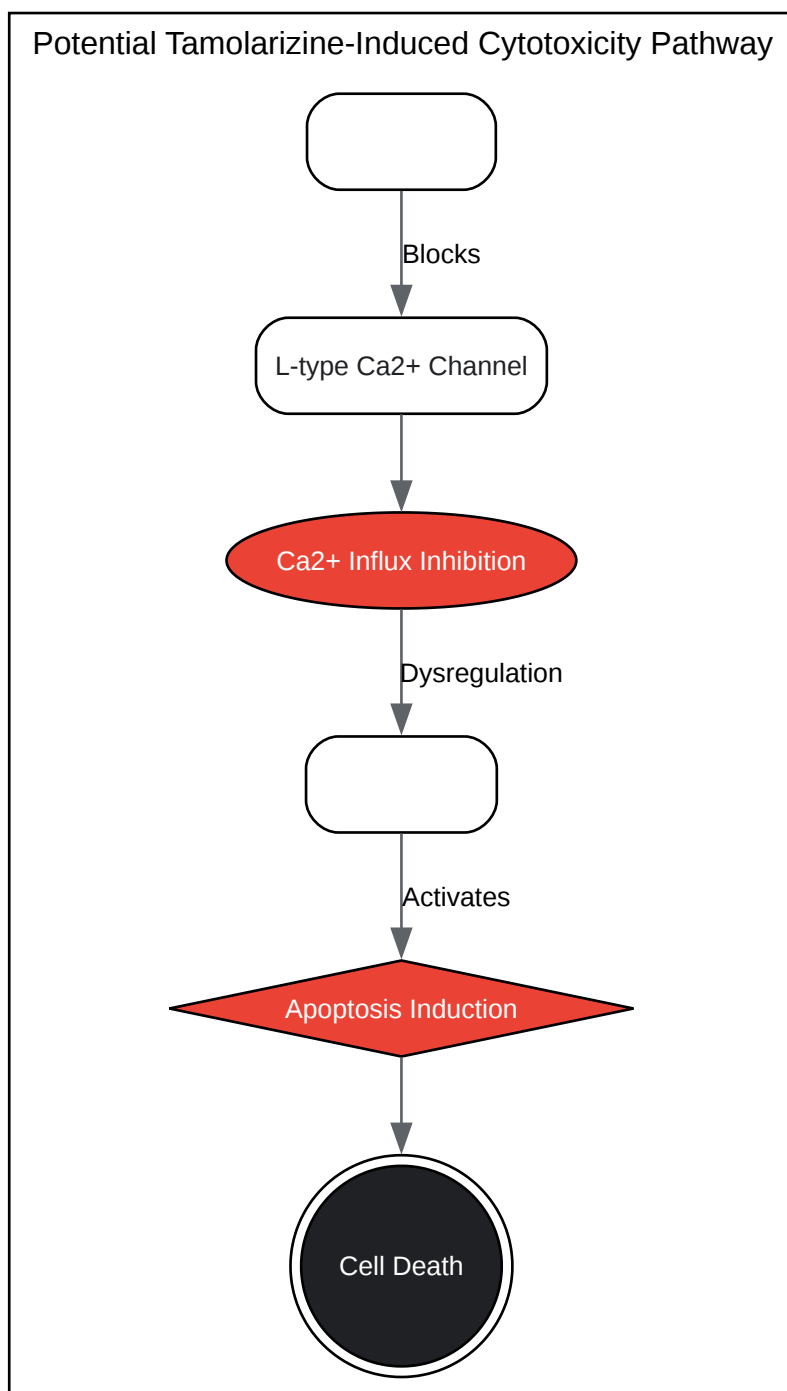 Potential Tamolarizine-Induced Cytotoxicity Pathway
Blocks
L-type Ca2+ Channel
Ca2+ Influx Inhibition
Dysregulation
Activates
Apoptosis Induction
Cell Death